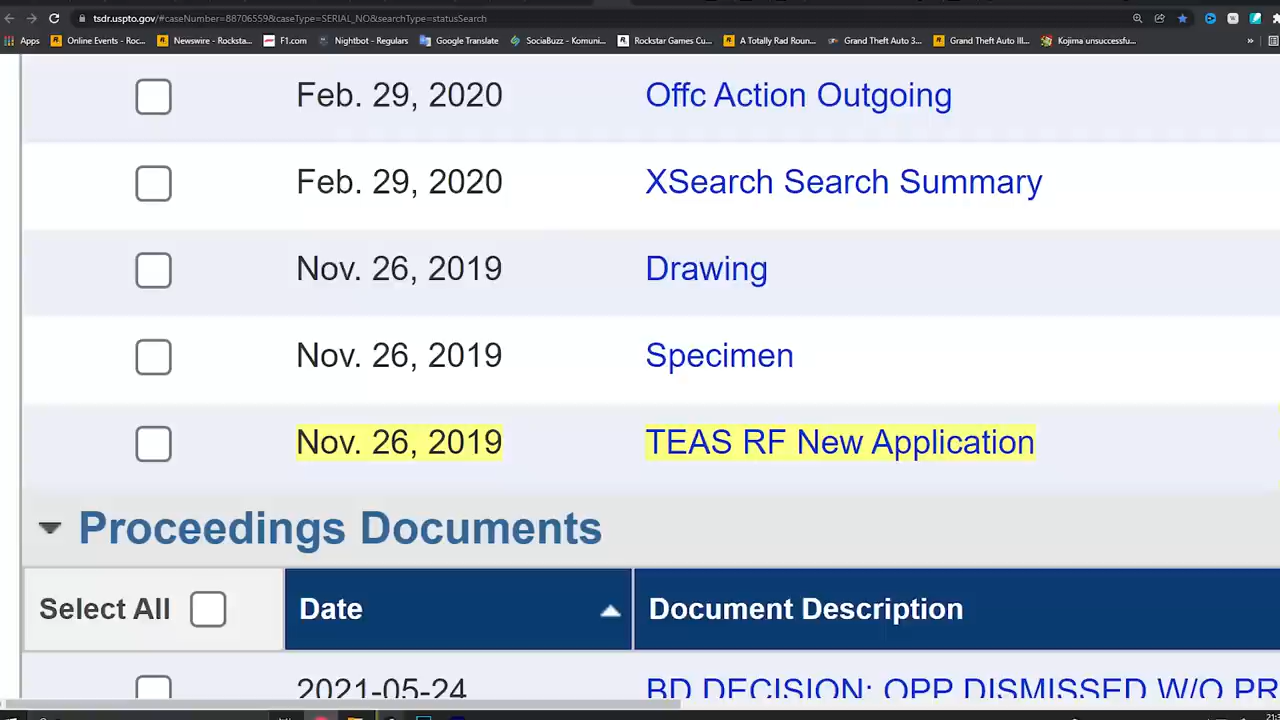 tsdr.uspto.gov/#caseNumber=88706559&caseType=SERIAL_NO&searchType=statusSearch
Apps Online Events - Roc... Newswire - Rocksta... F1.com Nightbot - Regulars Google Translate SociaBuzz - Komuni... Rockstar Games Cu... A Totally Rad Roun... Grand Theft Auto 3... Grand Theft Auto III... Kojima unsuccessfu... »
Feb. 29, 2020 Offc Action Outgoing
Feb. 29, 2020 XSearch Search Summary
Nov. 26, 2019 Drawing
Nov. 26, 2019 Specimen
Nov. 26, 2019 TEAS RF New Application
Proceedings Documents
Select All Date Document Description
2021-05-24 BD DECISION: OPP DISMISSED W/O PR